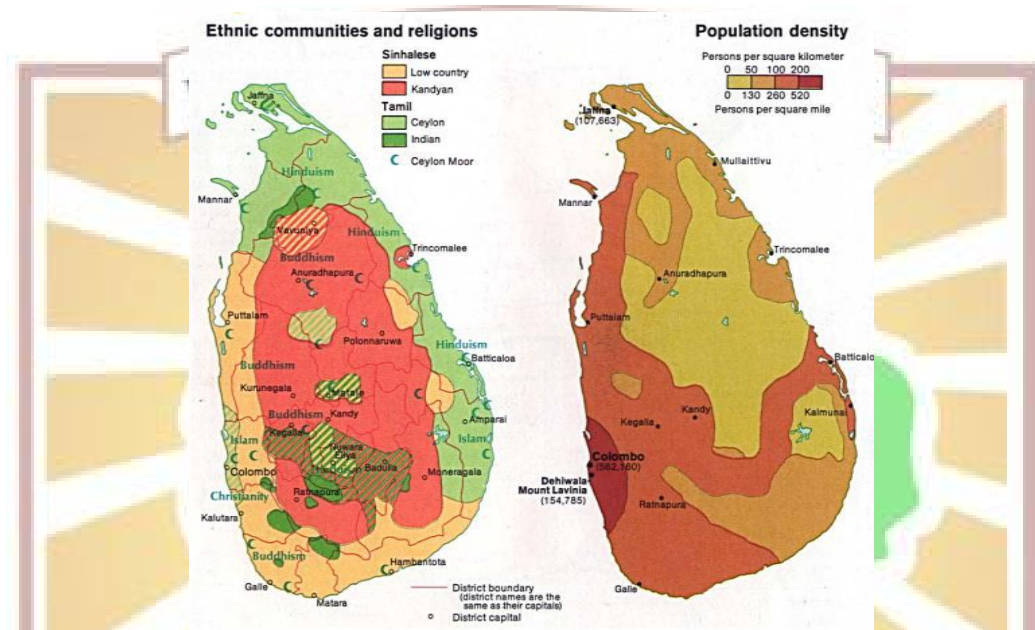 Ethnic communities and religions
Sinhalese
Low country
Kandyan
Tamil
Ceylon
Indian
Ceylon Moor
Jaffna
Hinduism
Mannar
Vavuniya
Hinduism
Trincomalee
Buddhism
Anuradhapura
Puttalam
Polonnaruwa
Hinduism
Batticaloa
Buddhism
Kurunegala
Matale
Buddhism
Kandy
Amparai
Kegalla
Islam
Islam
Nuwara
Eliya
Colombo
Hinduism
Badulla
Moneragala
Christianity
Ratnapura
Kalutara
Buddhism
Hambantota
Galle
Matara
District boundary
(district names are the
same as their capitals)
District capital
Population density
Persons per square kilometer
0 50 100 200
0 130 260 520
Persons per square mile
Jaffna
(107,663)
Mullaittivu
Mannar
Trincomalee
Anuradhapura
Puttalam
Batticalo
Kalmunai
Kandy
Kegalla
Colombo
(562,160)
Dehiwala
Mount Lavinia
(154,785)
Ratnapura
Galle